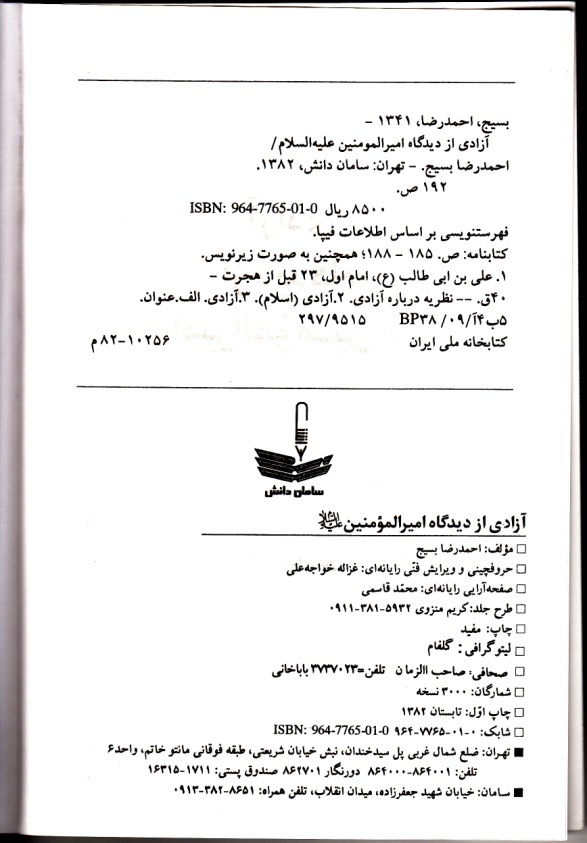 بسیج، احمدرضا، ۱۳۴۱ -
آزادی از دیدگاه امیرالمومنین علیه‌السلام /
احمدرضا بسیج. - تهران: سامان دانش، ۱۳۸۲.
۱۹۲ ص.
۸۵۰۰ ریال ISBN: 964-7765-01-0
فهرستنویسی بر اساس اطلاعات فیپا.
کتابنامه: ص. ۱۸۵ - ۱۸۸؛ همچنین به صورت زیرنویس.
۱. علی بن ابی طالب (ع)، امام اول، ۲۳ قبل از هجرت -
۴۰ق. -- نظریه درباره آزادی. ۲.آزادی (اسلام). ۳.آزادی. الف.عنوان.
۵ب۴آ/ ۰۹/ BP۳۸ ۲۹۷/۹۵۱۵
کتابخانه ملی ایران ۱۰۲۵۶-۸۲م
سامان دانش
آزادی از دیدگاه امیرالمؤمنین علیه‌السلام
□ مؤلف: احمدرضا بسیج
□ حروفچینی و ویرایش فنّی رایانه‌ای: غزاله خواجه‌علی
□ صفحه‌آرایی رایانه‌ای: محمّد قاسمی
□ طرح جلد:کریم منزوی ۵۹۳۲-۳۸۱-۰۹۱۱
□ چاپ: مفید
□ لیتوگرافی: گلفام
□ صحافی: صاحب االزمان تلفن=۳۷۳۷۰۲۳ باباخانی
□ شمارگان: ۳۰۰۰ نسخه
□ چاپ اوّل: تابستان ۱۳۸۲
□ شابک: ۰-۰۱-۷۷۶۵-۹۶۴ ISBN: 964-7765-01-0
■ تهران: ضلع شمال غربی پل سیدخندان، نبش خیابان شریعتی، طبقه فوقانی مانتو خاتم، واحد۶
تلفن: ۸۶۴۰۰۱-۸۶۴۰۰۰ دورنگار ۸۶۲۷۰۱ صندوق پستی: ۱۷۱۱-۱۶۳۱۵
■ سامان: خیابان شهید جعفرزاده، میدان انقلاب، تلفن همراه: ۸۶۵۱-۳۸۲-۰۹۱۳